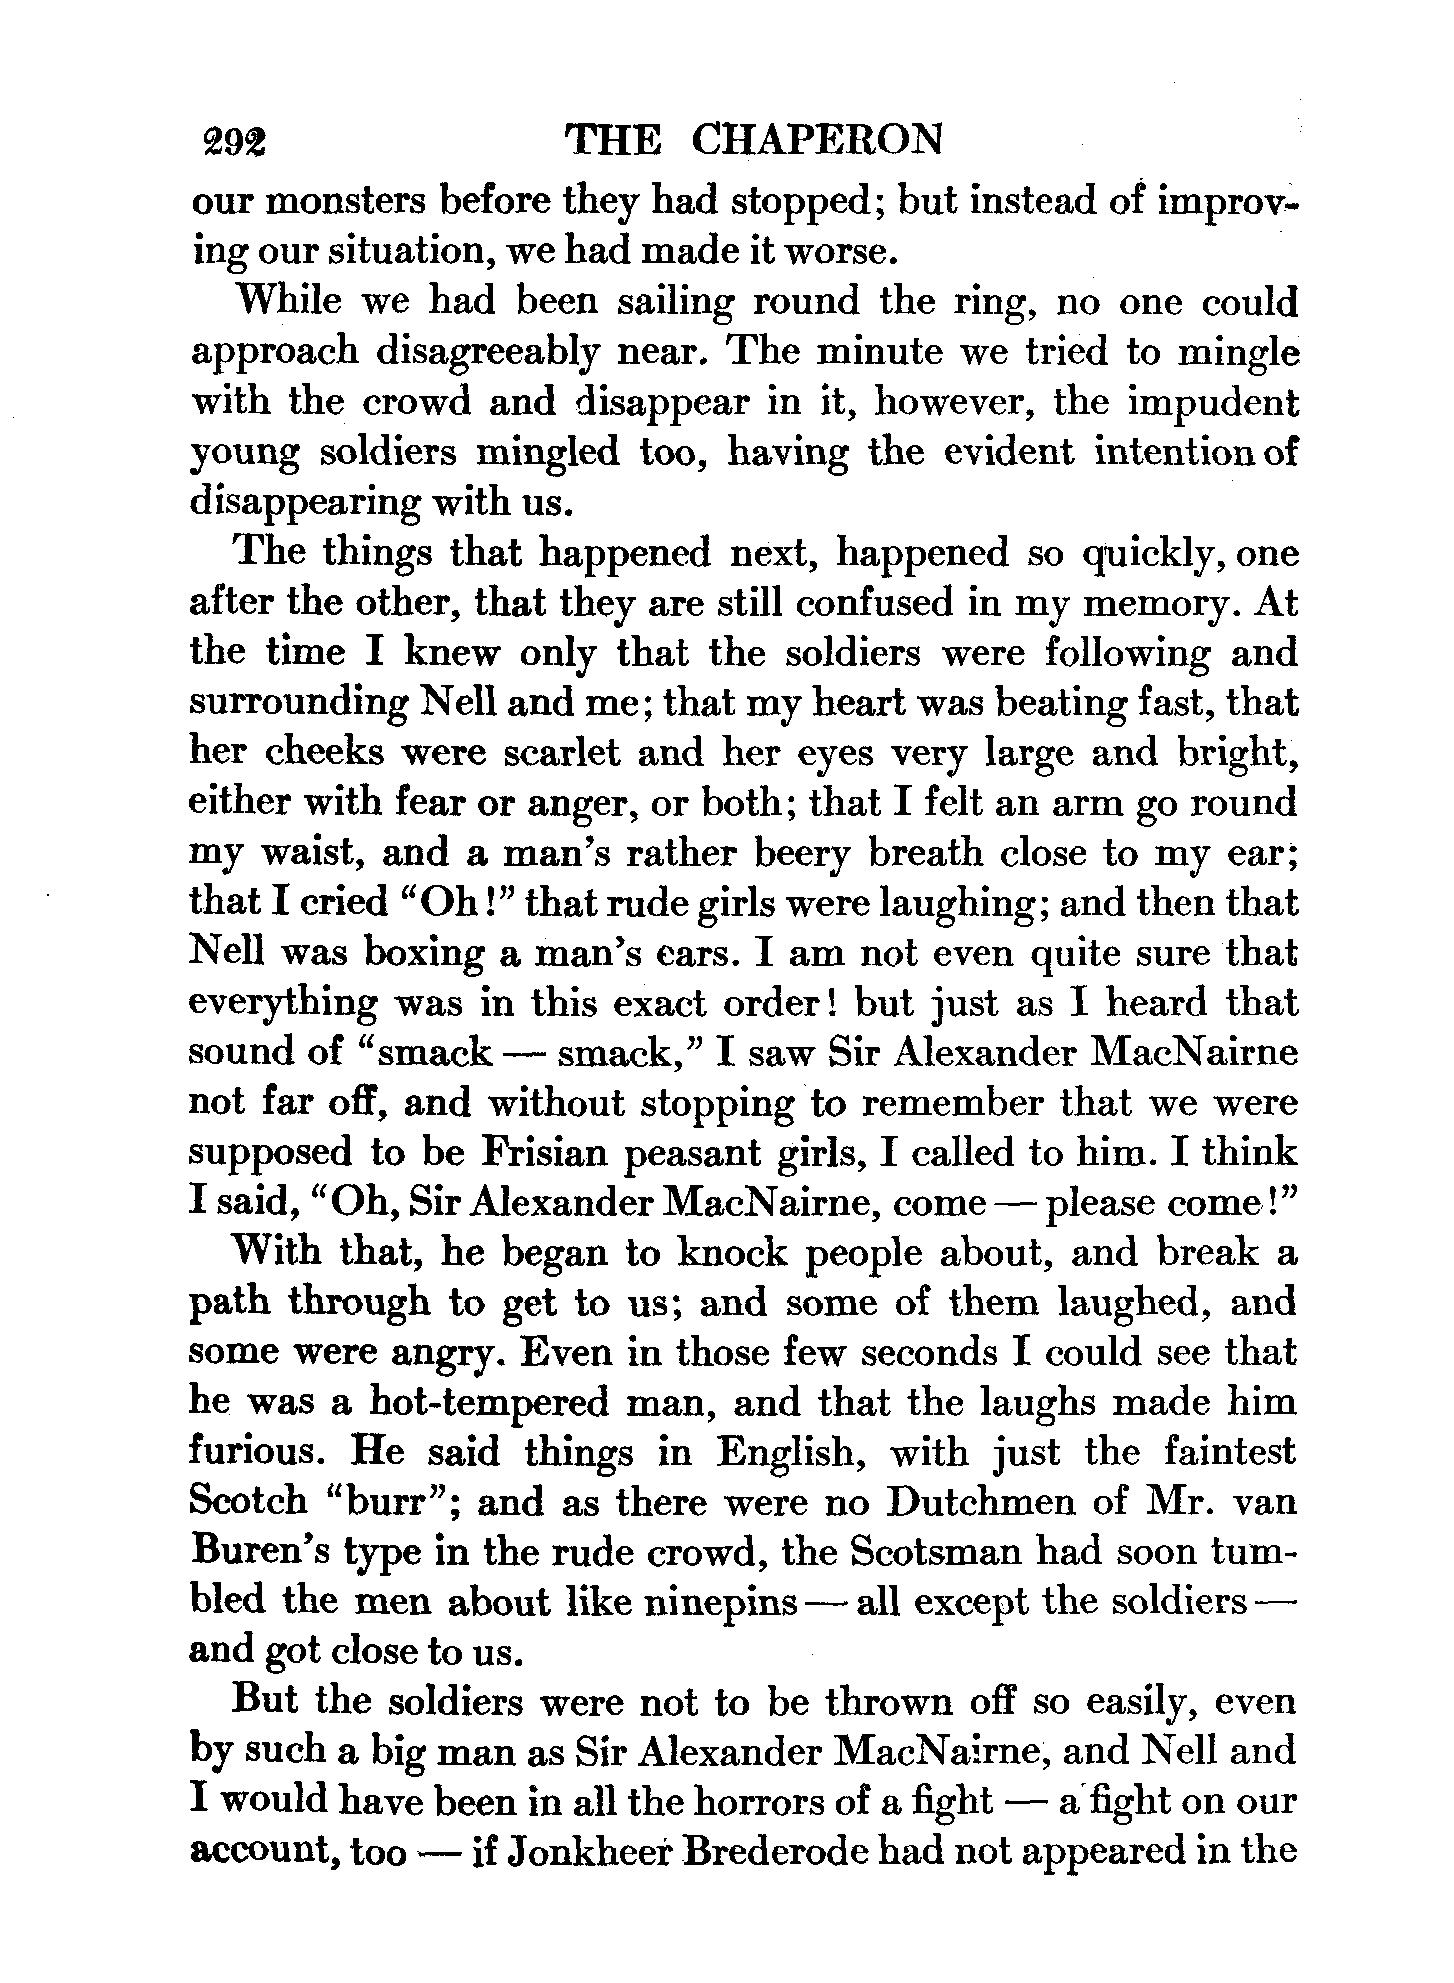 292 THE CHAPERON
our monsters before they had stopped; but instead of improv-
ing our situation, we had made it worse.
While we had been sailing round the ring, no one could
approach disagreeably near. The minute we tried to mingle
with the crowd and disappear in it, however, the impudent
young soldiers mingled too, having the evident intention of
disappearing with us.
The things that happened next, happened so quickly, one
after the other, that they are still confused in my memory. At
the time I knew only that the soldiers were following and
surrounding Nell and me; that my heart was beating fast, that
her cheeks were scarlet and her eyes very large and bright,
either with fear or anger, or both; that I felt an arm go round
my waist, and a man's rather beery breath close to my ear;
that I cried "Oh!" that rude girls were laughing; and then that
Nell was boxing a man's ears. I am not even quite sure that
everything was in this exact order! but just as I heard that
sound of "smack — smack," I saw Sir Alexander MacNairne
not far off, and without stopping to remember that we were
supposed to be Frisian peasant girls, I called to him. I think
I said, "Oh, Sir Alexander MacNairne, come — please come!"
With that, he began to knock people about, and break a
path through to get to us; and some of them laughed, and
some were angry. Even in those few seconds I could see that
he was a hot-tempered man, and that the laughs made him
furious. He said things in English, with just the faintest
Scotch "burr"; and as there were no Dutchmen of Mr. van
Buren's type in the rude crowd, the Scotsman had soon tum-
bled the men about like ninepins — all except the soldiers —
and got close to us.
But the soldiers were not to be thrown off so easily, even
by such a big man as Sir Alexander MacNairne, and Nell and
I would have been in all the horrors of a fight — a fight on our
account, too — if Jonkheer Brederode had not appeared in the